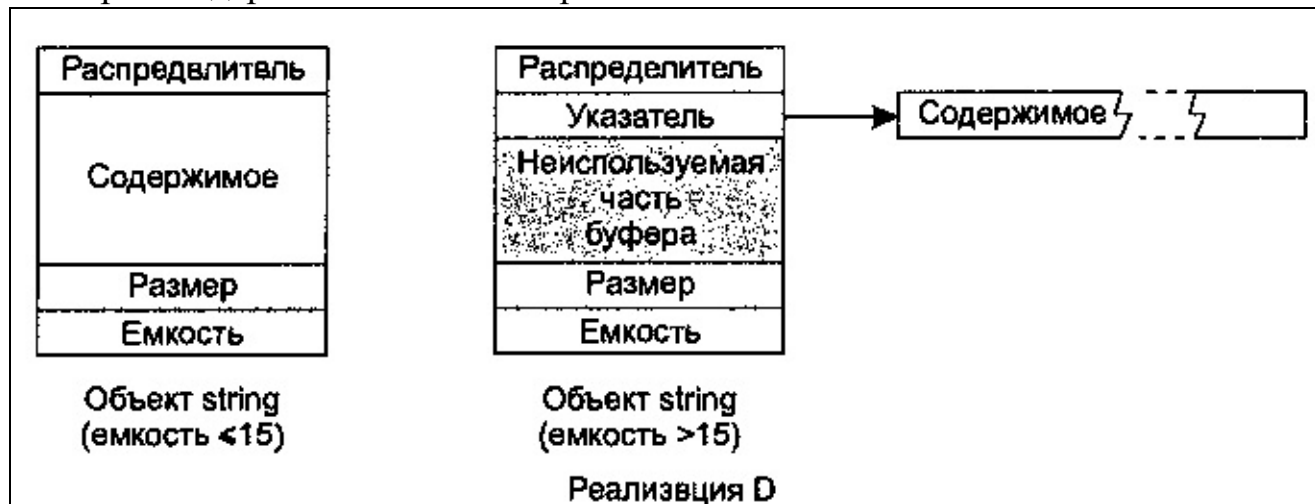 Распредвлитвль
Содержимое
Размер
Емкость
Объект string
(емкость ⩽15)
Распределитель
Указатель
Неиспользуемая
часть
буфера
Размер
Емкость
Объект string
(емкость >15)
Содержимое
Реализвция D